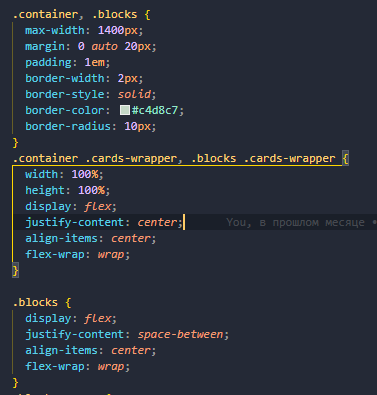 .container, .blocks {
max-width: 1400px;
margin: 0 auto 20px;
padding: 1em;
border-width: 2px;
border-style: solid;
border-color: #c4d8c7;
border-radius: 10px;
}
.container .cards-wrapper, .blocks .cards-wrapper {
width: 100%;
height: 100%;
display: flex;
justify-content: center; You, в прошлом месяце •
align-items: center;
flex-wrap: wrap;
}
.blocks {
display: flex;
justify-content: space-between;
align-items: center;
flex-wrap: wrap;
}